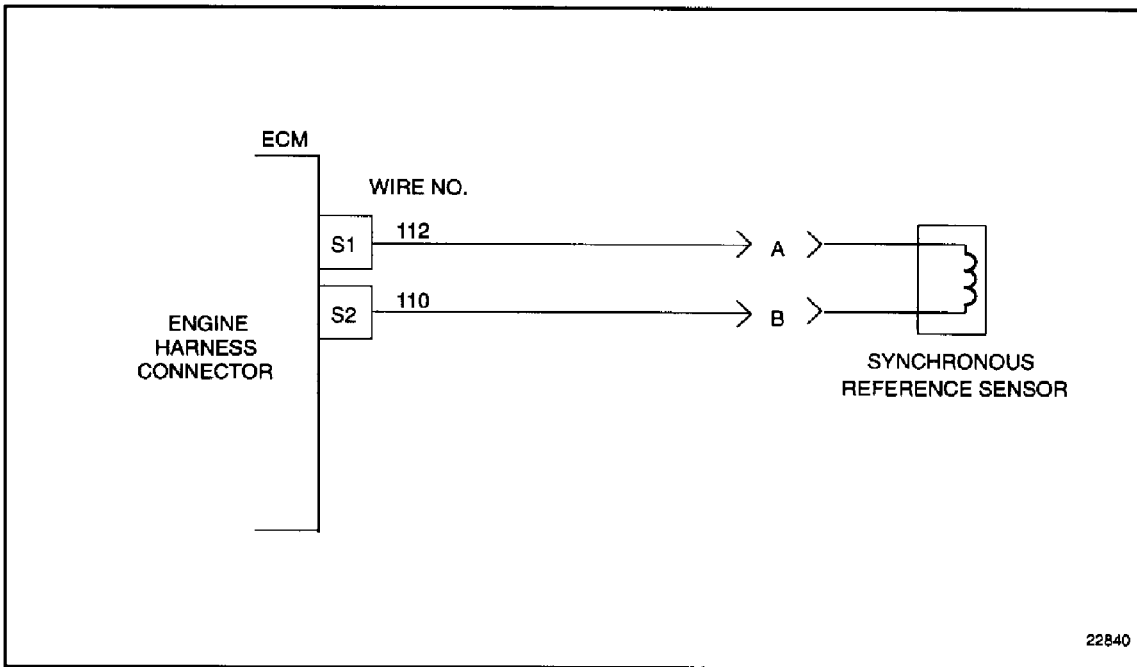 ECM
WIRE NO.
S1
112
A
S2
110
B
ENGINE
HARNESS
CONNECTOR
SYNCHRONOUS
REFERENCE SENSOR
22840